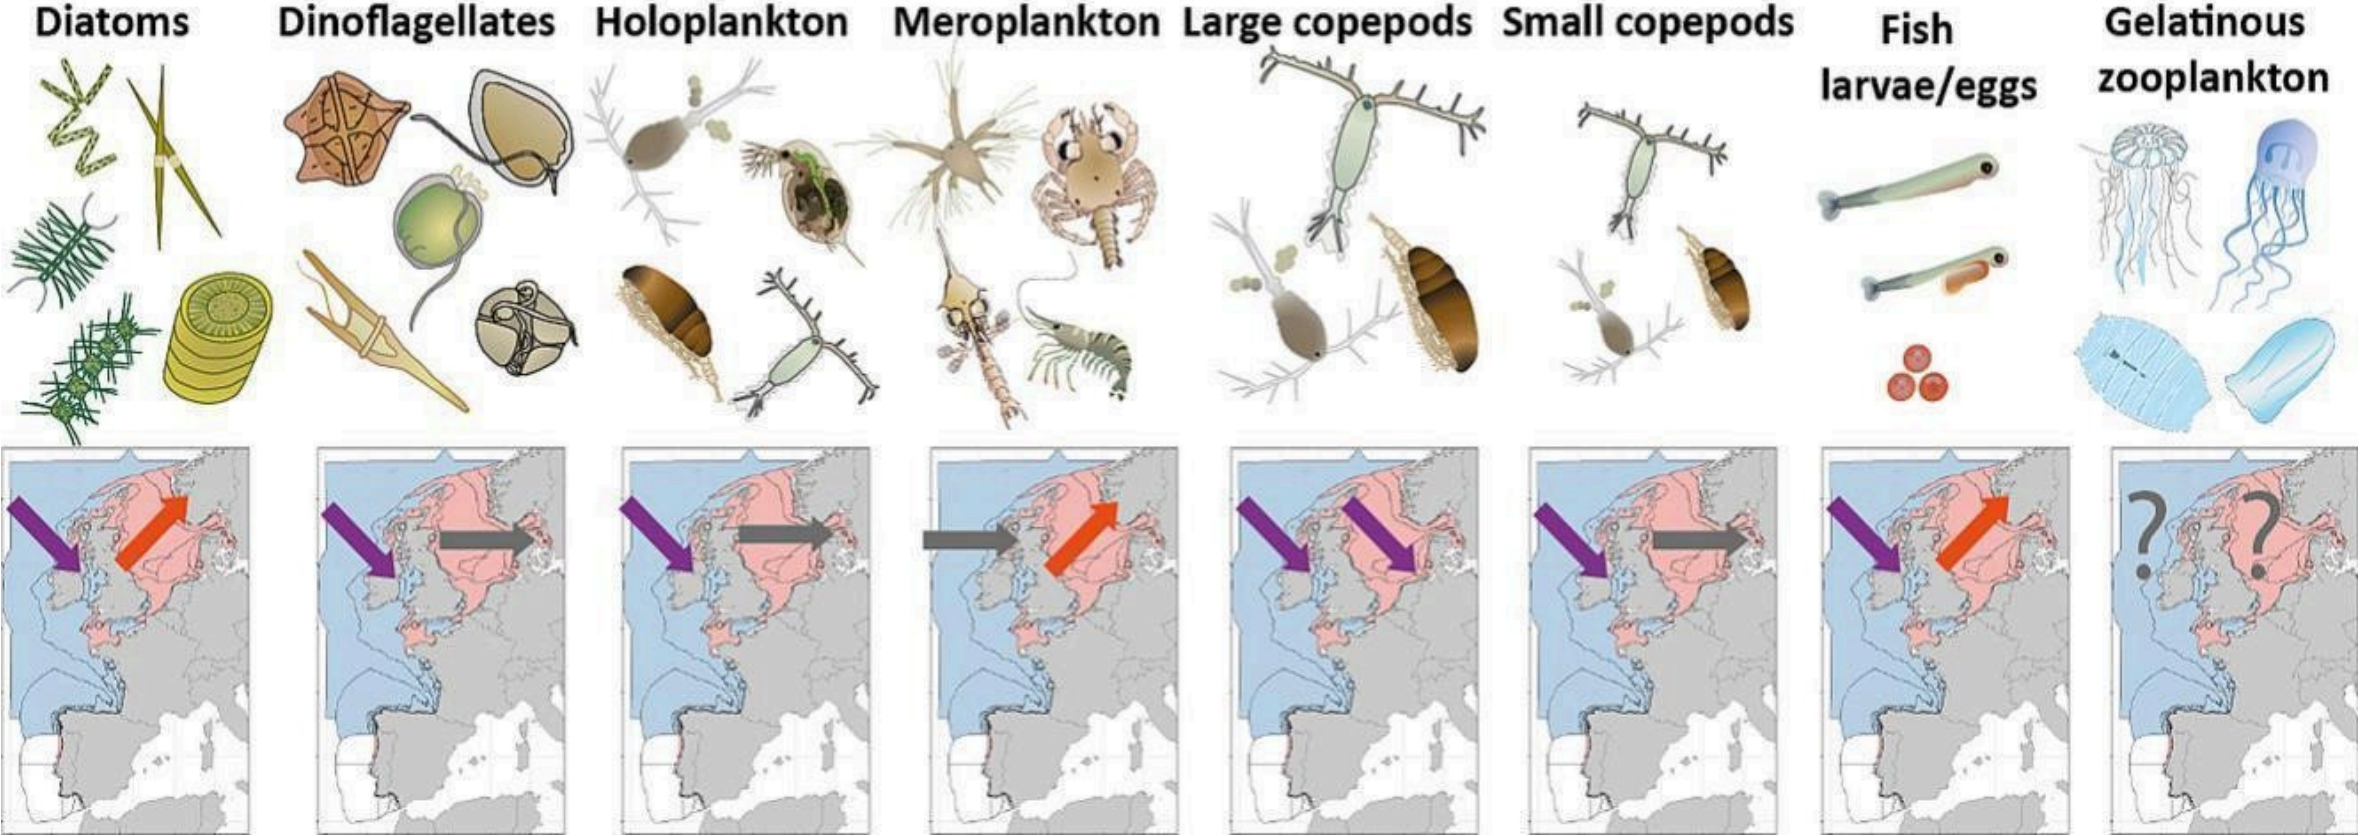 Diatoms
Dinoflagellates
Holoplankton
Meroplankton
Large copepods
Small copepods
Fish
larvae/eggs
Gelatinous
zooplankton
? ?